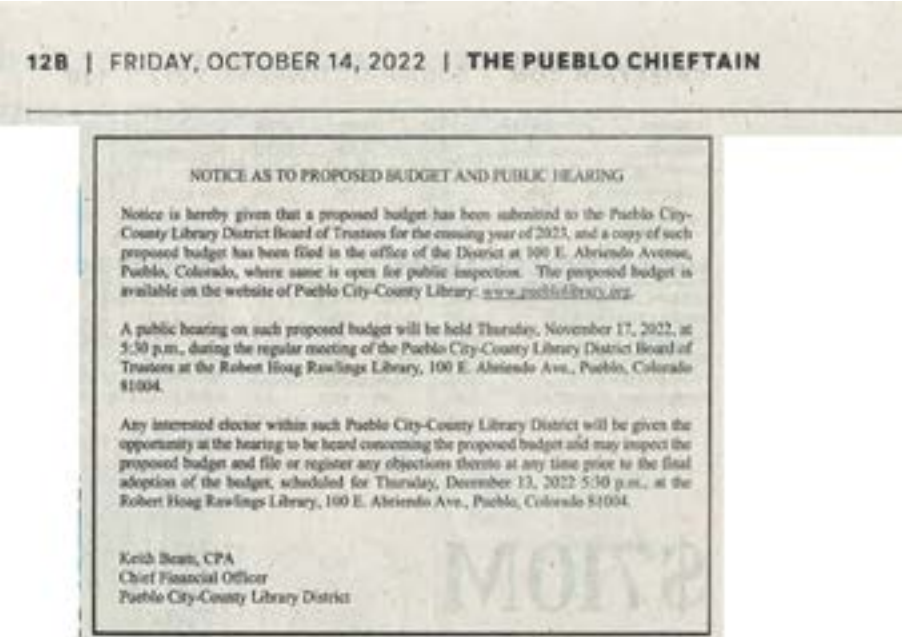 12B | FRIDAY, OCTOBER 14, 2022 | THE PUEBLO CHIEFTAIN
NOTICE AS TO PROPOSED BUDGET AND PUBLIC HEARING
Notice is hereby given that a proposed budget has been submitted to the Pueblo City-
County Library District Board of Trustees for the ensuing year of 2023, and a copy of such
proposed budget has been filed in the office of the District at 100 E. Abriendo Avenue,
Pueblo, Colorado, where same is open for public inspection. The proposed budget is
available on the website of Pueblo City-County Library: www.pueblolibrary.org.
A public hearing on such proposed budget will be held Thursday, November 17, 2022, at
5:30 p.m., during the regular meeting of the Pueblo City-County Library District Board of
Trustees at the Robert Hoag Rawlings Library, 100 E. Abriendo Ave., Pueblo, Colorado
81004.
Any interested elector within such Pueblo City-County Library District will be given the
opportunity at the hearing to be heard concerning the proposed budget and may inspect the
proposed budget and file or register any objections thereto at any time prior to the final
adoption of the budget, scheduled for Thursday, December 13, 2022 5:30 p.m., at the
Robert Hoag Rawlings Library, 100 E. Abriendo Ave., Pueblo, Colorado 81004.
Keith Beats, CPA
Chief Financial Officer
Pueblo City-County Library District
$710M